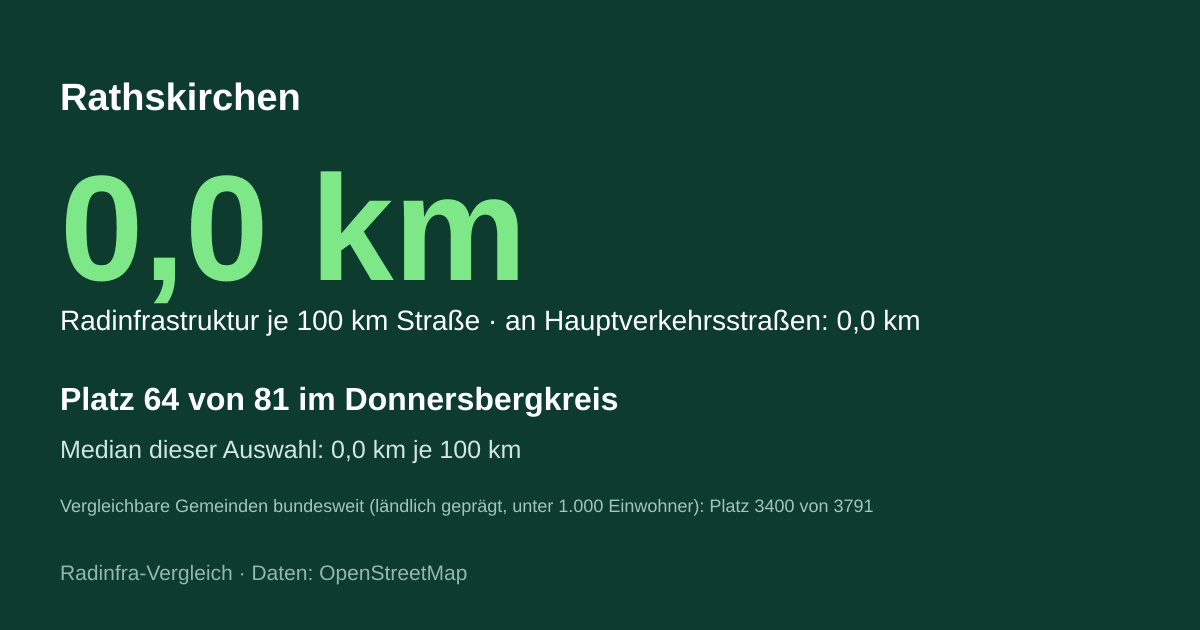 Rathskirchen
0,0 km
Radinfrastruktur je 100 km Straße · an Hauptverkehrsstraßen: 0,0 km
Platz 64 von 81 im Donnersbergkreis
Median dieser Auswahl: 0,0 km je 100 km
Vergleichbare Gemeinden bundesweit (ländlich geprägt, unter 1.000 Einwohner): Platz 3400 von 3791
Radinfra-Vergleich · Daten: OpenStreetMap